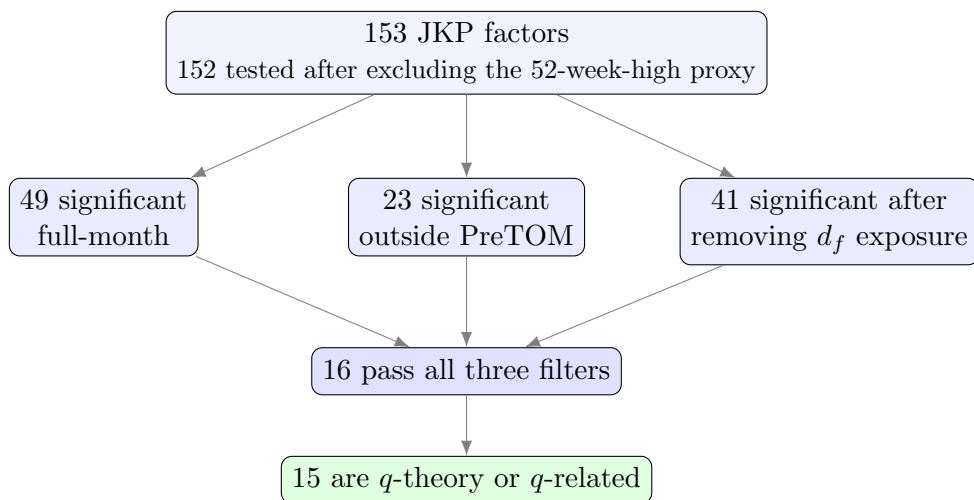 153 JKP factors
152 tested after excluding the 52-week-high proxy
49 significant
full-month
23 significant
outside PreTOM
41 significant after
removing d_f exposure
16 pass all three filters
15 are q-theory or q-related